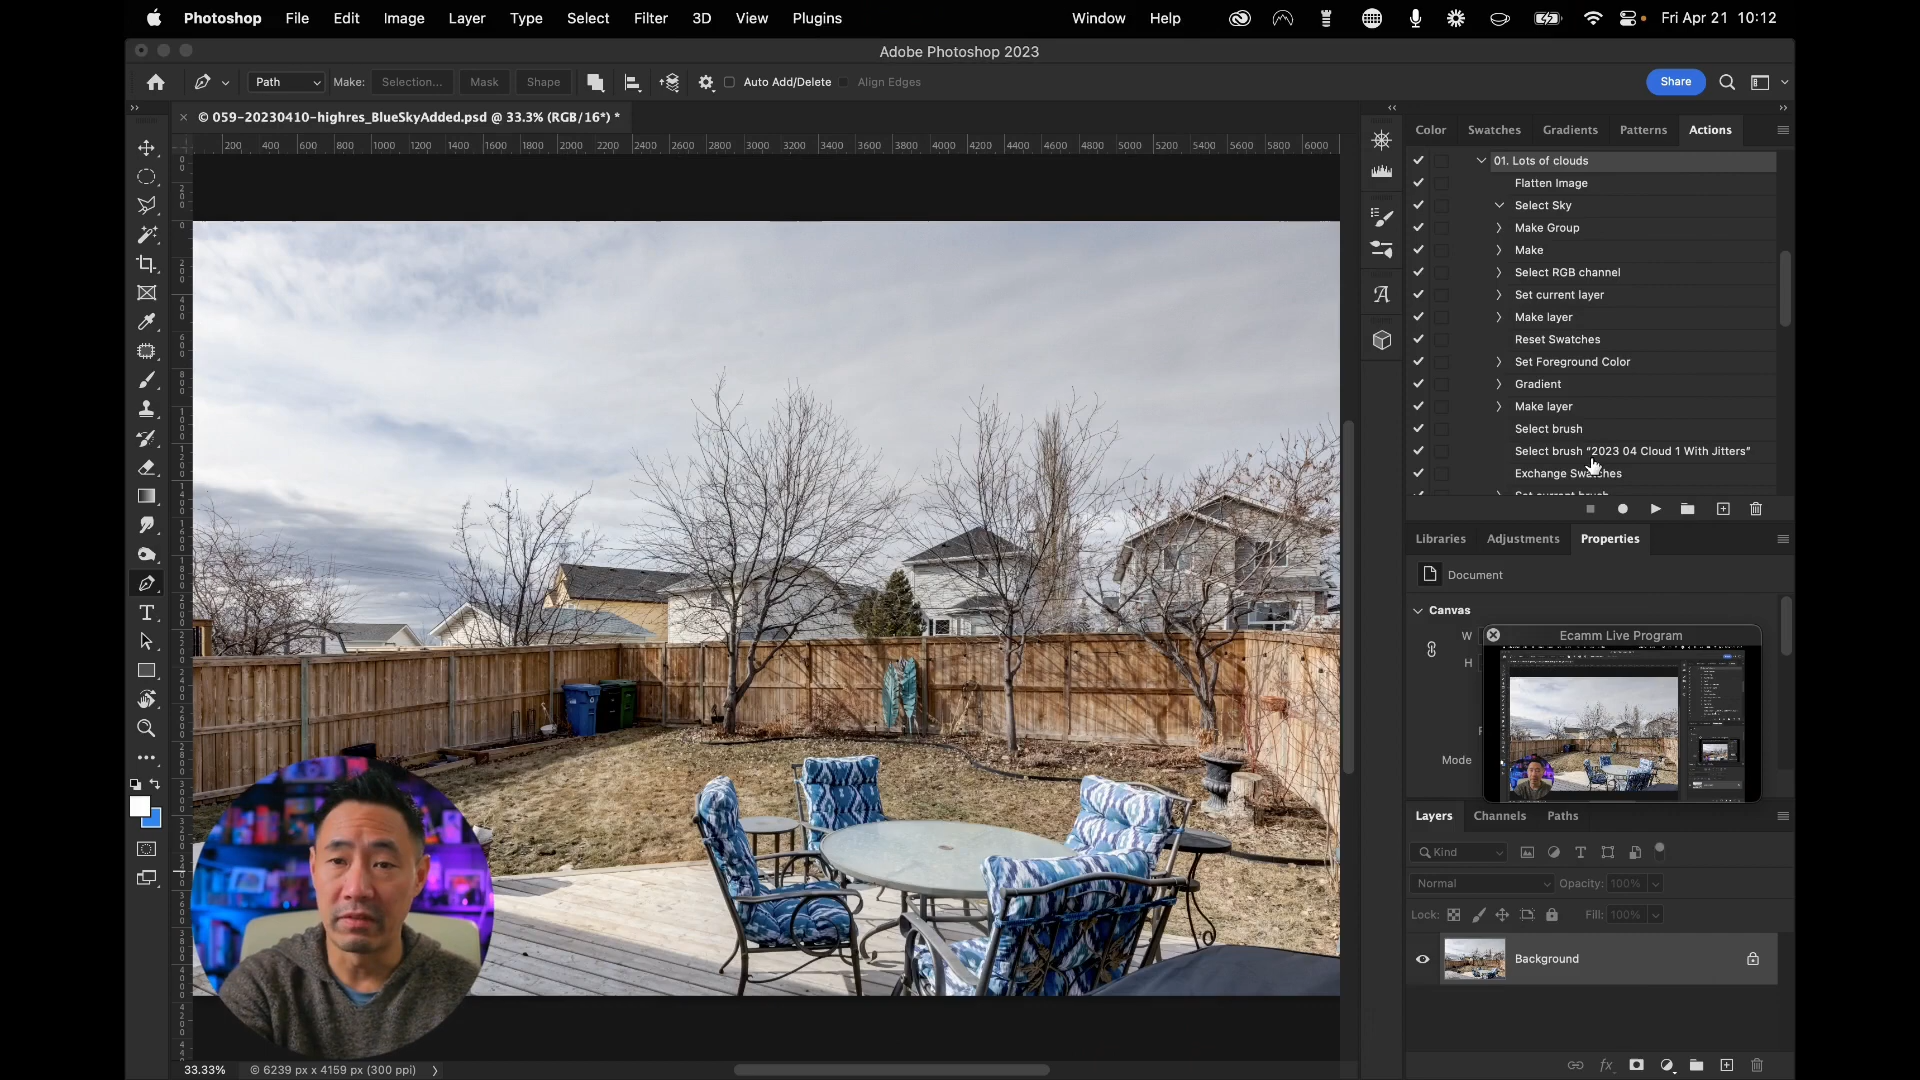 Photoshop File Edit Image Layer Type Select Filter 3D View Plugins Window Help Fri Apr 21 10:12
Adobe Photoshop 2023
Path Make: Selection... Mask Shape Auto Add/Delete Align Edges Share
© 059-20230410-highres_BlueSkyAdded.psd @ 33.3% (RGB/16*) *
200 400 600 800 1000 1200 1400 1600 1800 2000 2200 2400 2600 2800 3000 3200 3400 3600 3800 4000 4200 4400 4600 4800 5000 5200 5400 5600 5800 6000
Color Swatches Gradients Patterns Actions
01. Lots of clouds
Flatten Image
Select Sky
Make Group
Make
Select RGB channel
Set current layer
Make layer
Reset Swatches
Set Foreground Color
Gradient
Make layer
Select brush
Select brush “2023 04 Cloud 1 With Jitters”
Exchange Swatches
Set current brush
Libraries Adjustments Properties
Document
Canvas
W
H
Mode
Ecamm Live Program
Layers Channels Paths
Kind
Normal Opacity: 100%
Lock: Fill: 100%
Background
33.33% © 6239 px x 4159 px (300 ppi)